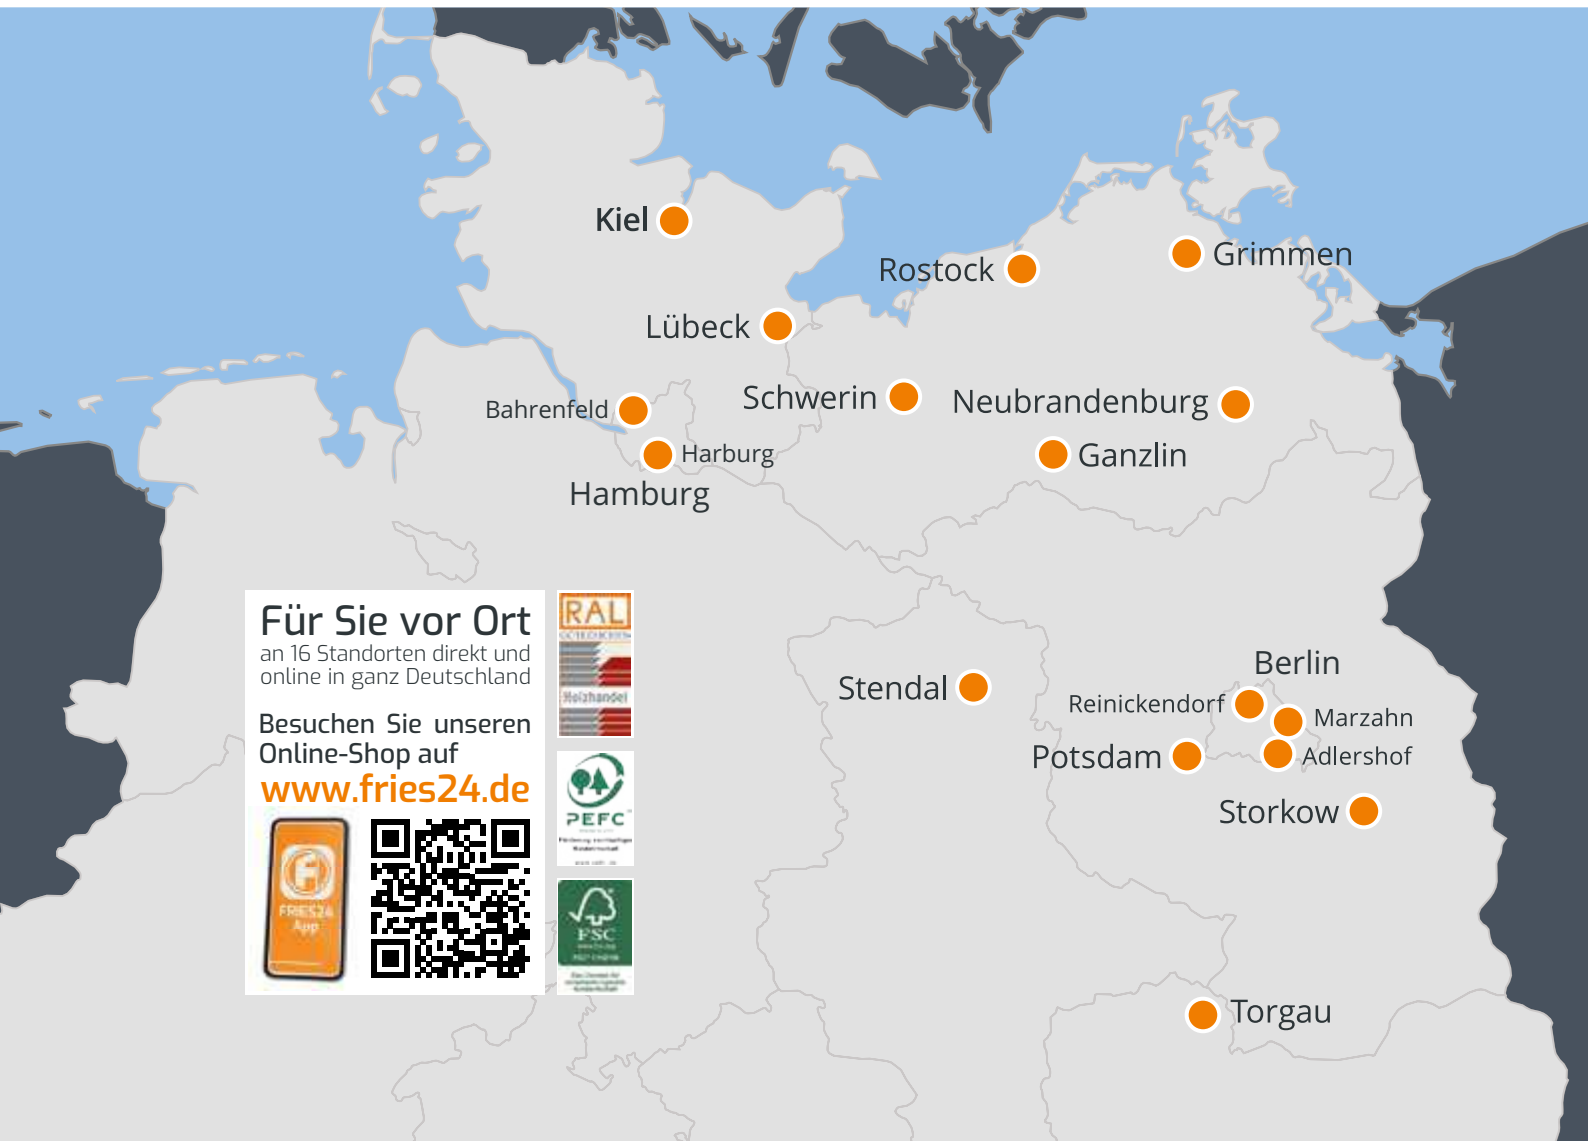 Kiel
Rostock
Grimmen
Lübeck
Bahrenfeld
Schwerin
Neubrandenburg
Harburg
Ganzlin
Hamburg
Für Sie vor Ort
an 16 Standorten direkt und
online in ganz Deutschland
Besuchen Sie unseren
Online-Shop auf
www.fries24.de
FRIES24
App
RAL
GÜTEZEICHEN
Holzhandel
PEFC
FSC
Stendal
Berlin
Reinickendorf
Marzahn
Potsdam
Adlershof
Storkow
Torgau